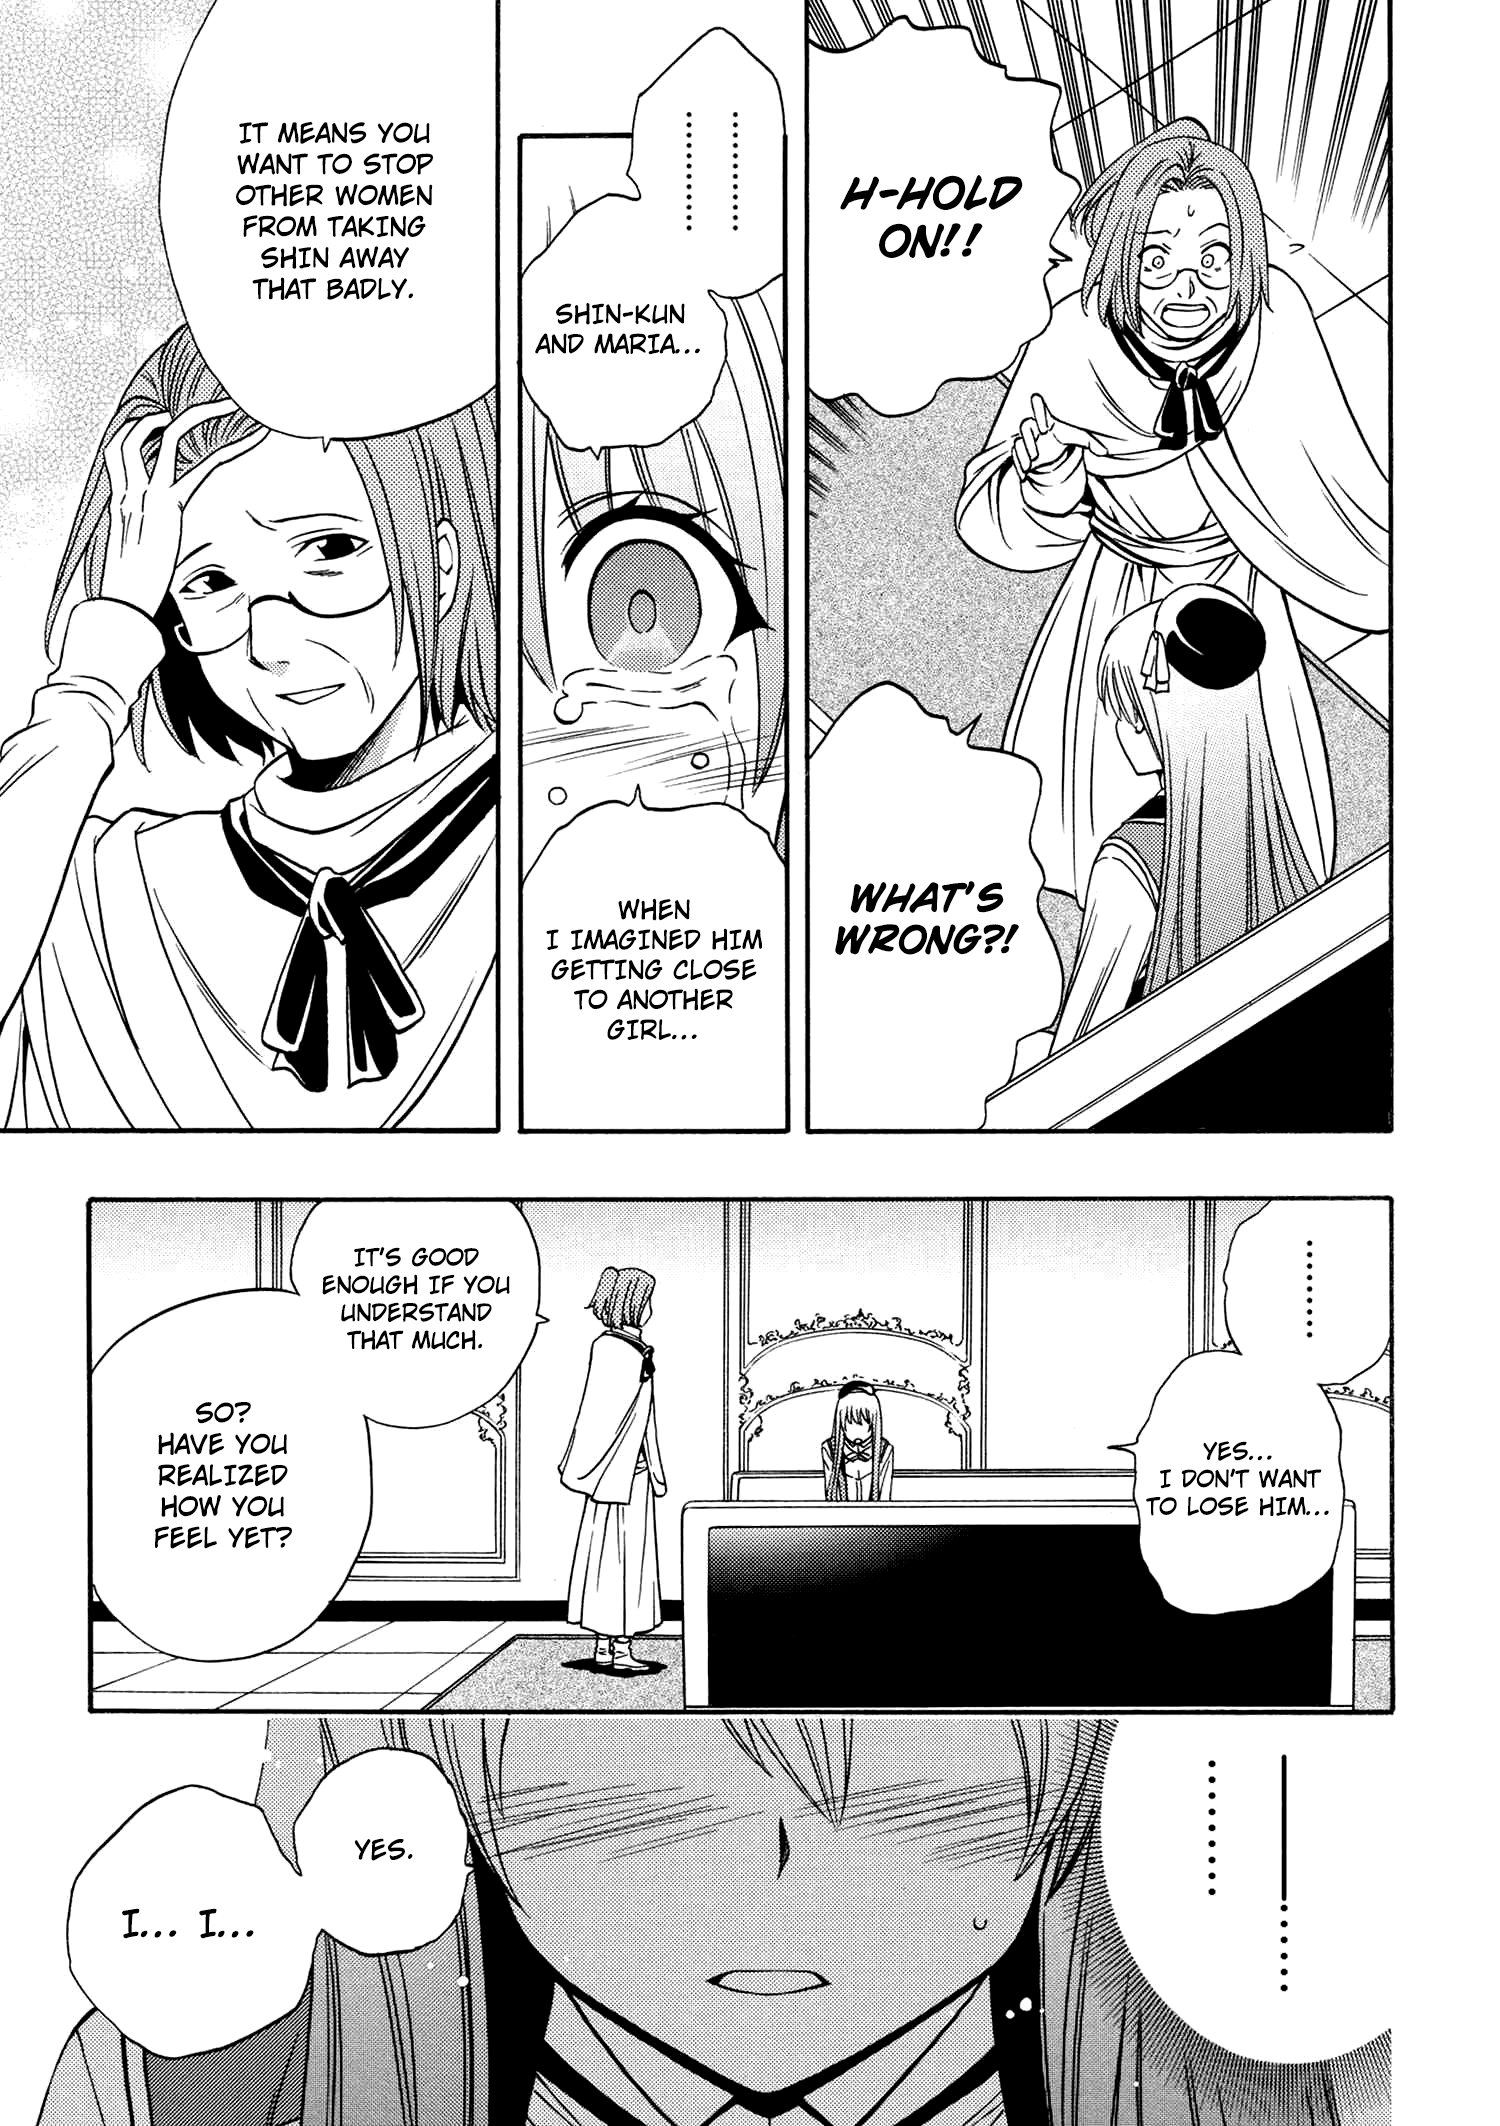 H-HOLD
ON!!
WHAT'S
WRONG?!
SHIN-KUN
AND MARIA...
WHEN
I IMAGINED HIM
GETTING CLOSE
TO ANOTHER
GIRL...
IT MEANS YOU
WANT TO STOP
OTHER WOMEN
FROM TAKING
SHIN AWAY
THAT BADLY.
YES...
I DON'T WANT
TO LOSE HIM...
IT'S GOOD
ENOUGH IF YOU
UNDERSTAND
THAT MUCH.
SO?
HAVE YOU
REALIZED
HOW YOU
FEEL YET?
YES.
I... I...